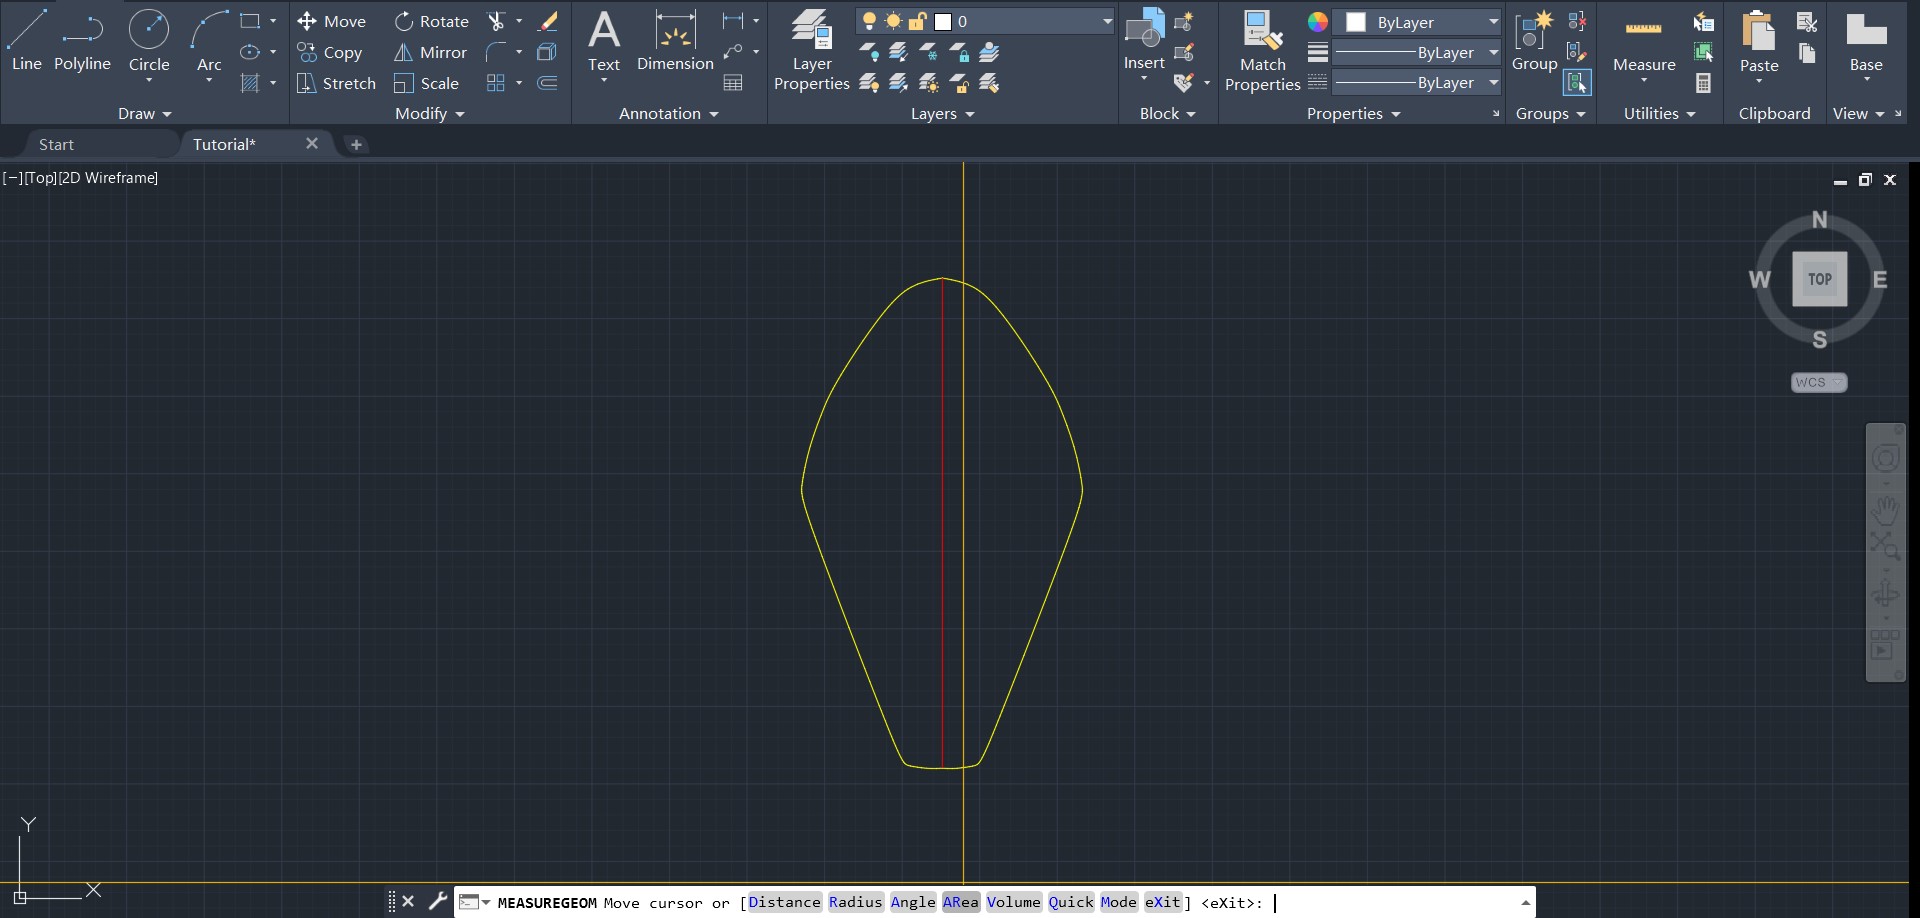 Line
Polyline
Circle
Arc
Move
Rotate
Copy
Mirror
Stretch
Scale
Text
Dimension
Layer
Properties
0
Insert
Match
Properties
ByLayer
ByLayer
ByLayer
Group
Measure
Paste
Base
Draw
Modify
Annotation
Layers
Block
Properties
Groups
Utilities
Clipboard
View
Start
Tutorial*
[−][Top][2D Wireframe]
N
W
TOP
E
S
WCS
Y
X
MEASUREGEOM Move cursor or [Distance Radius Angle ARea Volume Quick Mode eXit] <eXit>: